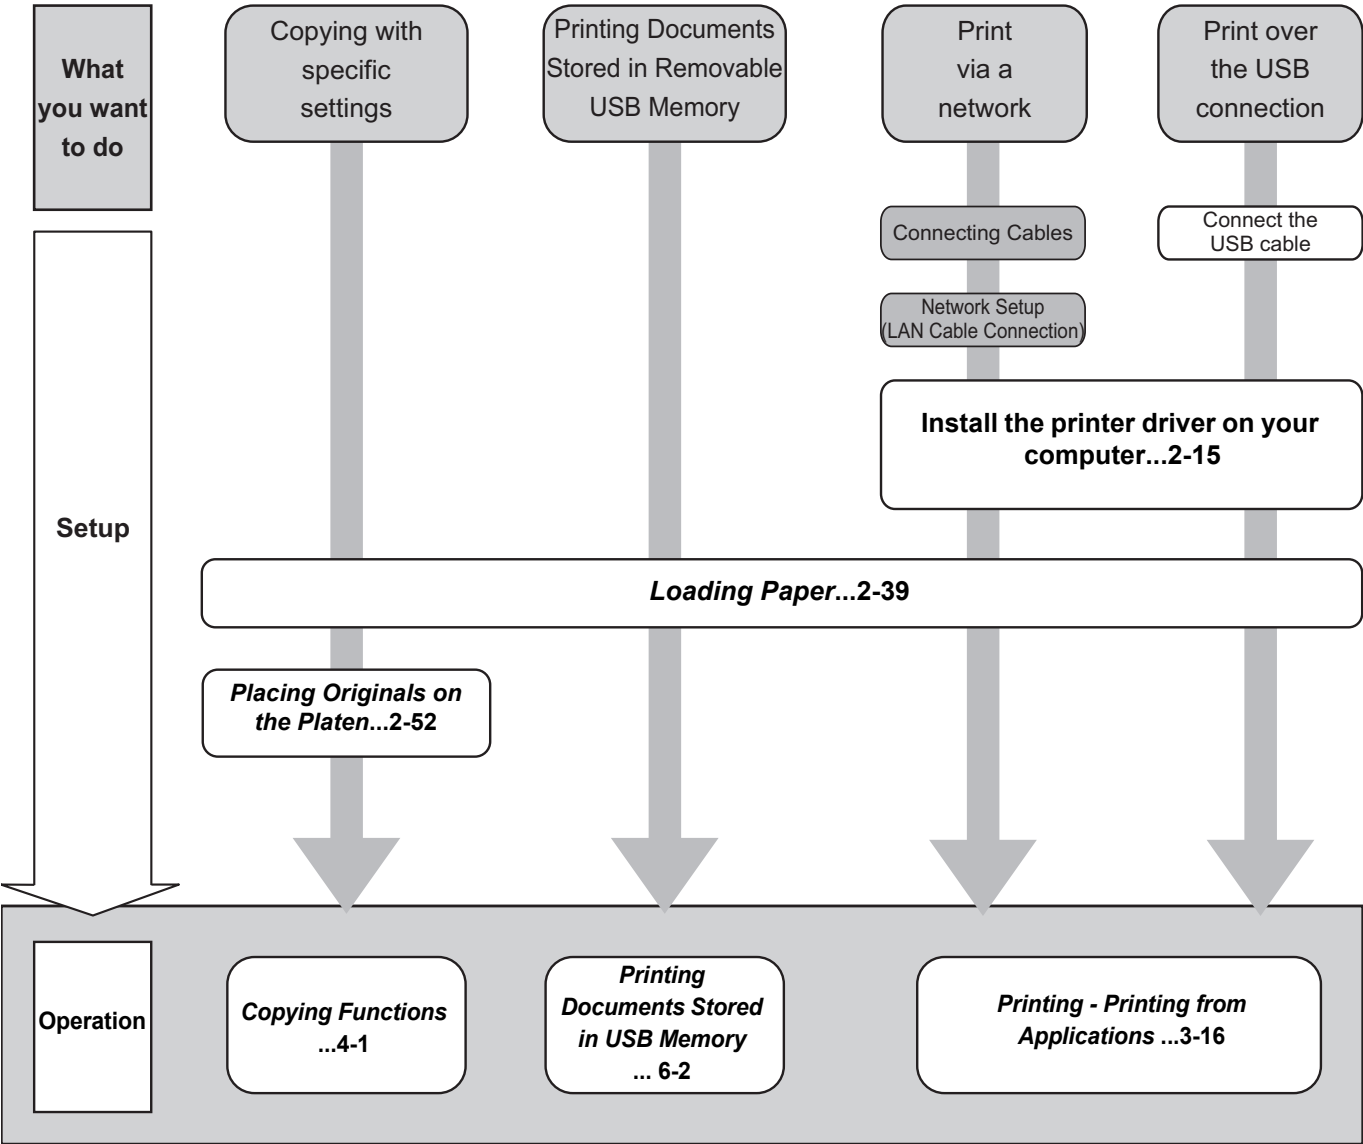 What
you want
to do
Copying with
specific
settings
Printing Documents
Stored in Removable
USB Memory
Print
via a
network
Print over
the USB
connection
Connecting Cables
Connect the
USB cable
Network Setup
(LAN Cable Connection)
Install the printer driver on your
computer...2-15
Setup
Loading Paper...2-39
Placing Originals on
the Platen...2-52
Operation
Copying Functions
...4-1
Printing
Documents Stored
in USB Memory
... 6-2
Printing - Printing from
Applications ...3-16